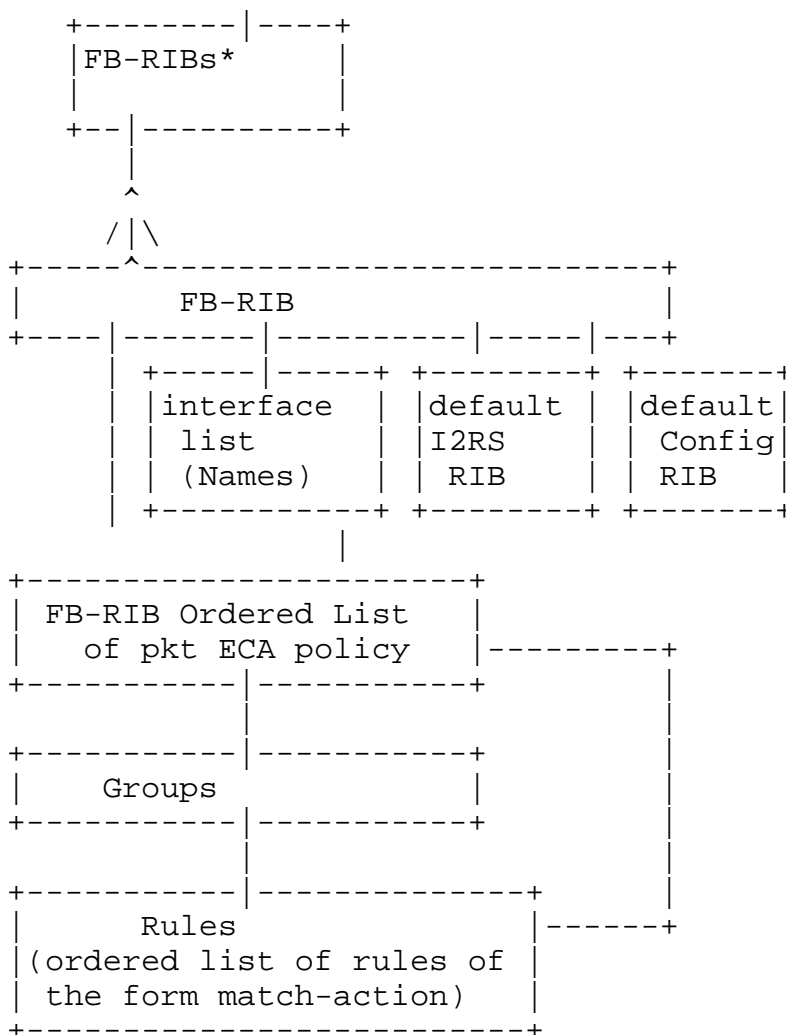 FB-RIBs*
FB-RIB
interface default default
list I2RS Config
(Names) RIB RIB
FB-RIB Ordered List
of pkt ECA policy
Groups
Rules
(ordered list of rules of
the form match-action)